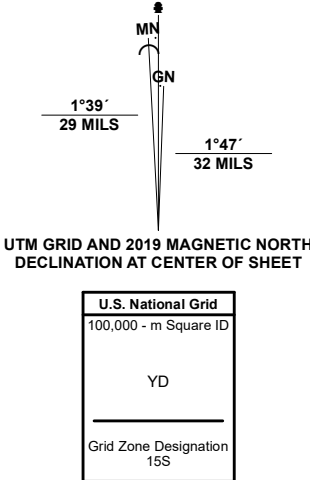 MN
GN
1°39´
29 MILS
1°47´
32 MILS
UTM GRID AND 2019 MAGNETIC NORTH
DECLINATION AT CENTER OF SHEET
U.S. National Grid
100,000 - m Square ID
YD
Grid Zone Designation
15S